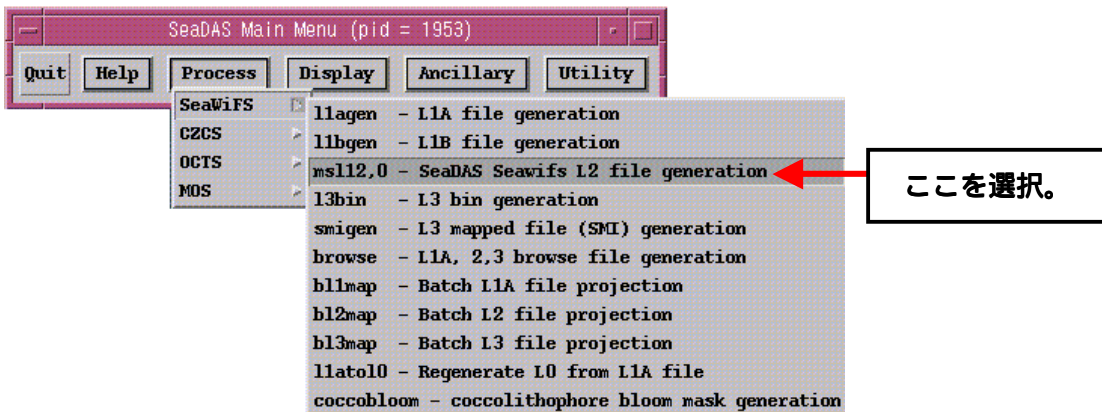 SeaDAS Main Menu (pid = 1953)
Quit Help Process Display Ancillary Utility
SeaWiFS
CZCS
OCTS
MOS
l1agen - L1A file generation
l1bgen - L1B file generation
msl12,0 - SeaDAS Seawifs L2 file generation
l3bin - L3 bin generation
smigen - L3 mapped file (SMI) generation
browse - L1A, 2,3 browse file generation
bl1map - Batch L1A file projection
bl2map - Batch L2 file projection
bl3map - Batch L3 file projection
l1atol0 - Regenerate L0 from L1A file
coccobloom - coccolithophore bloom mask generation
ここを選択。